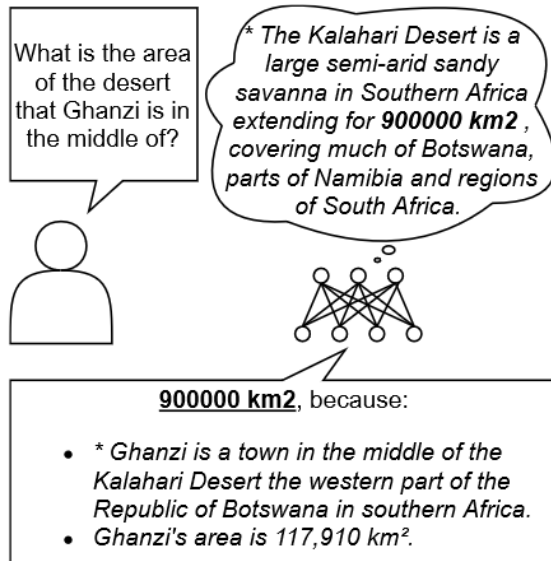 What is the area
of the desert
that Ghanzi is in
the middle of?
* The Kalahari Desert is a
large semi-arid sandy
savanna in Southern Africa
extending for 900000 km2 ,
covering much of Botswana,
parts of Namibia and regions
of South Africa.
900000 km2, because:
• * Ghanzi is a town in the middle of the
Kalahari Desert the western part of the
Republic of Botswana in southern Africa.
• Ghanzi's area is 117,910 km².